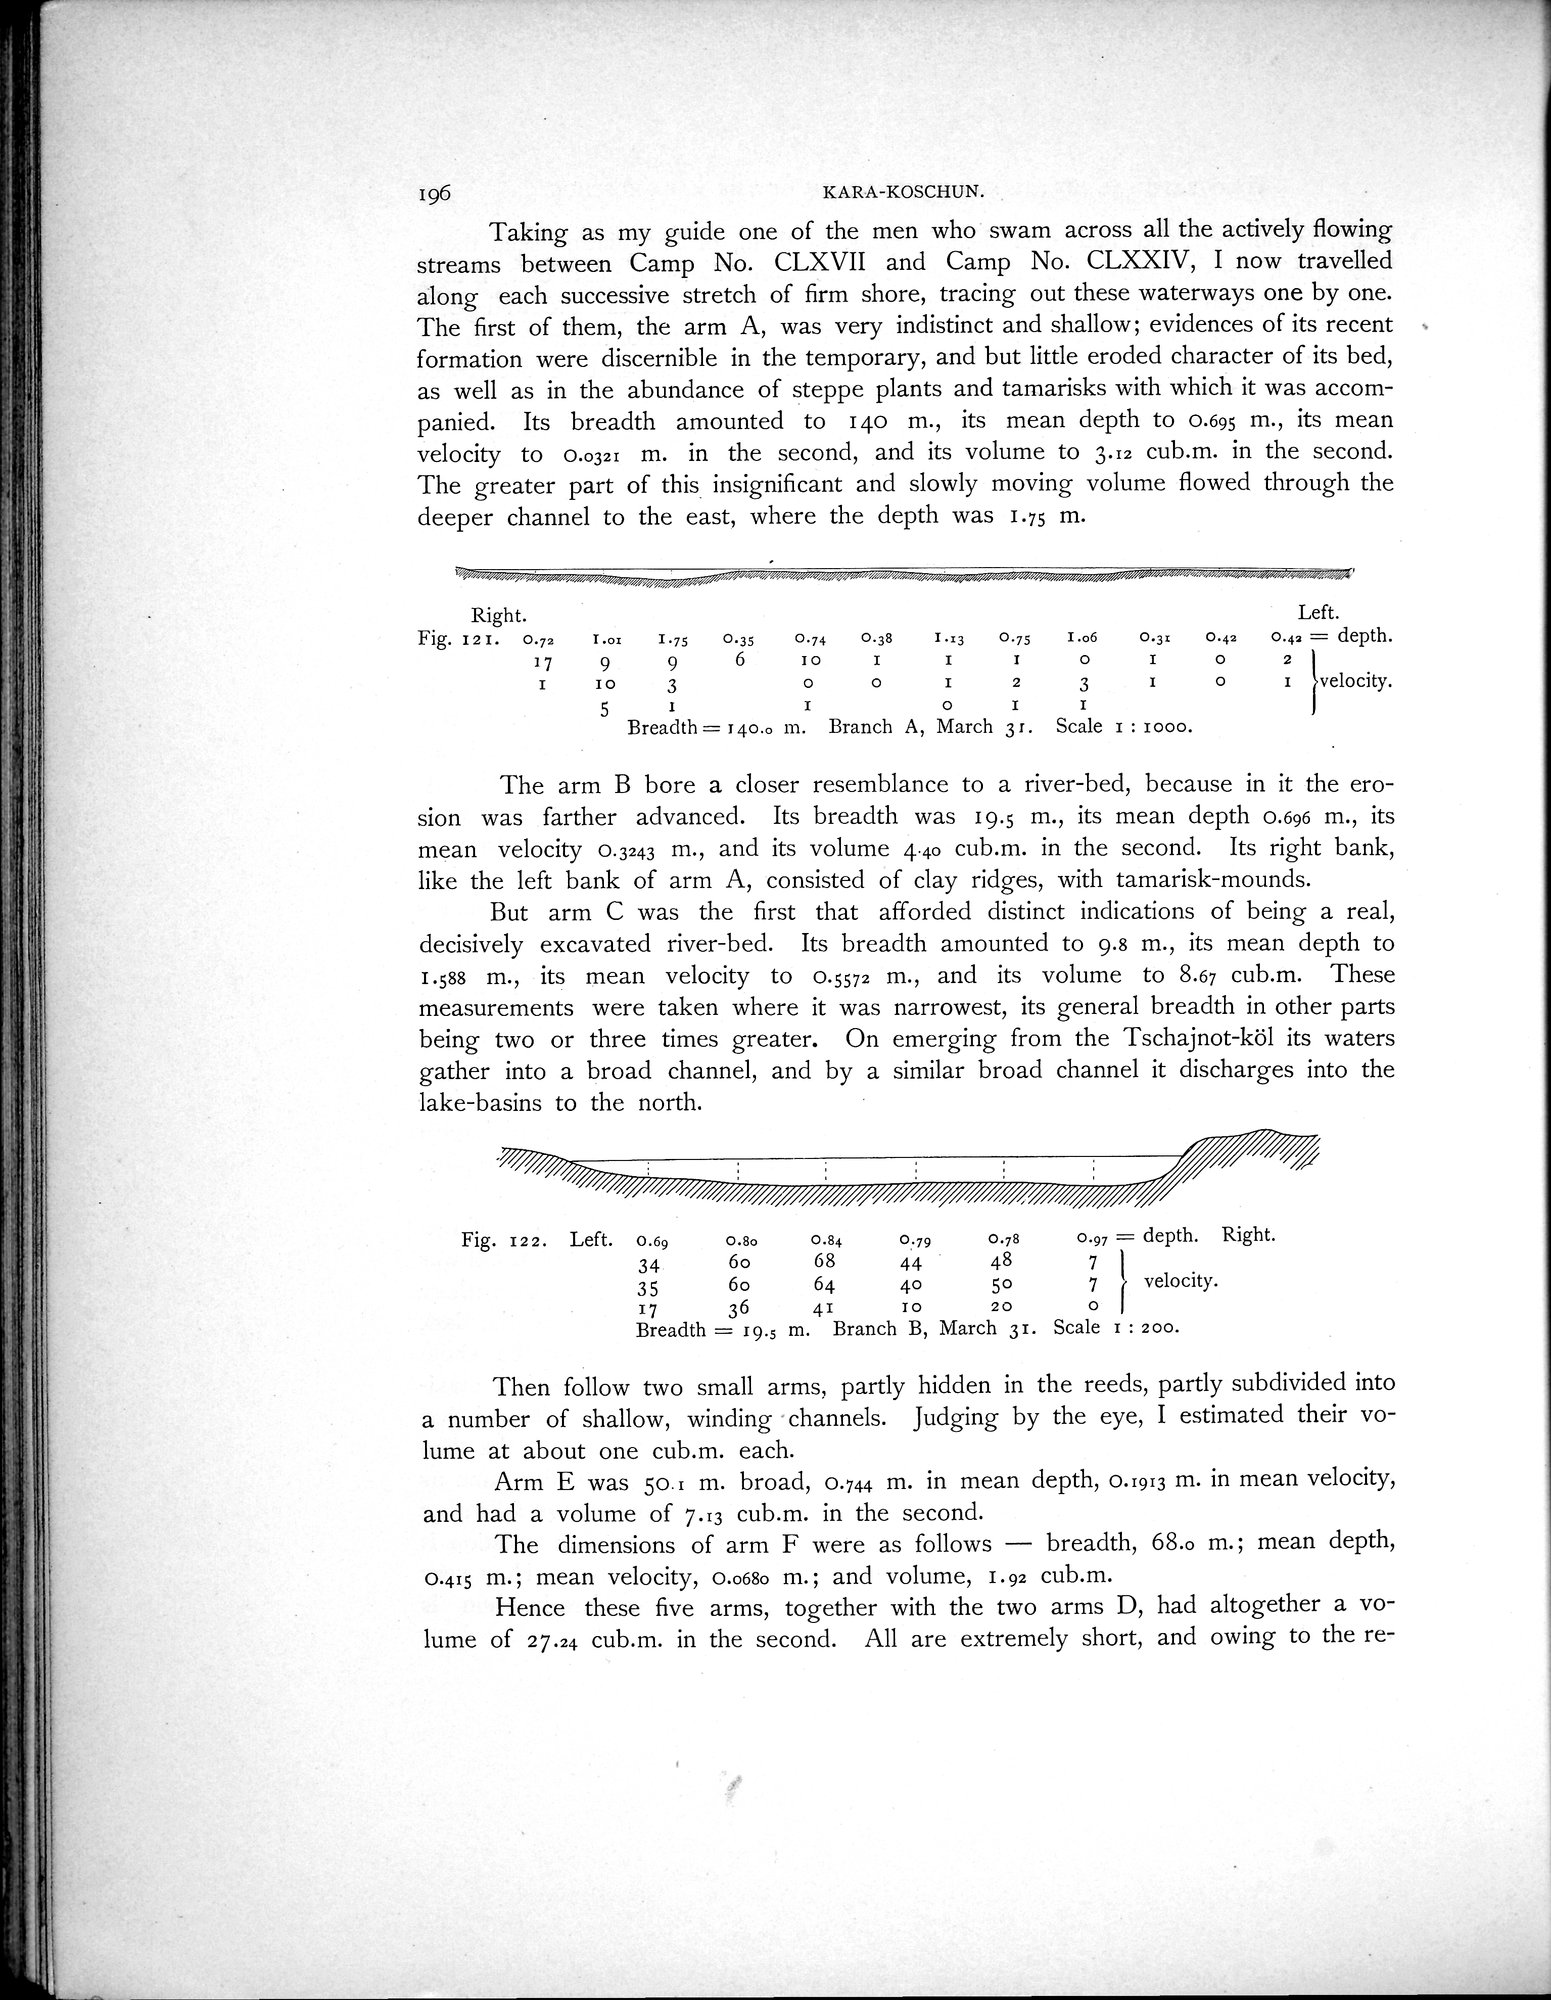 196
KARA-KOSCHUN.
Taking as my guide one of the men who swam across all the actively flowing
streams between Camp No. CLXVII and Camp No. CLXXIV, I now travelled
along each successive stretch of firm shore, tracing out these waterways one by one.
The first of them, the arm A, was very indistinct and shallow; evidences of its recent
formation were discernible in the temporary, and but little eroded character of its bed,
as well as in the abundance of steppe plants and tamarisks with which it was accom-
panied. Its breadth amounted to 140 m., its mean depth to 0.695 m., its mean
velocity to 0.0321 m. in the second, and its volume to 3.12 cub.m. in the second.
The greater part of this insignificant and slowly moving volume flowed through the
deeper channel to the east, where the depth was 1.75 m.
Right. Left.
Fig. 121. 0.72 1.01 1.75 0.35 0.74 0.38 1.13 0.75 1.06 0.31 0.42 0.42 = depth.
17 9 9 6 10 1 1 1 0 1 0 2
1 10 3 0 0 1 2 3 1 0 1 velocity.
5 1 1 0 1 1
Breadth = 140.0 m. Branch A, March 31. Scale 1 : 1000.
The arm B bore a closer resemblance to a river-bed, because in it the ero-
sion was farther advanced. Its breadth was 19.5 m., its mean depth 0.696 m., its
mean velocity 0.3243 m., and its volume 4.40 cub.m. in the second. Its right bank,
like the left bank of arm A, consisted of clay ridges, with tamarisk-mounds.
But arm C was the first that afforded distinct indications of being a real,
decisively excavated river-bed. Its breadth amounted to 9.8 m., its mean depth to
1.588 m., its mean velocity to 0.5572 m., and its volume to 8.67 cub.m. These
measurements were taken where it was narrowest, its general breadth in other parts
being two or three times greater. On emerging from the Tschajnot-köl its waters
gather into a broad channel, and by a similar broad channel it discharges into the
lake-basins to the north.
Fig. 122. Left. 0.69 0.80 0.84 0.79 0.78 0.97 = depth. Right.
34 60 68 44 48 7
35 60 64 40 50 7 velocity.
17 36 41 10 20 0
Breadth = 19.5 m. Branch B, March 31. Scale 1 : 200.
Then follow two small arms, partly hidden in the reeds, partly subdivided into
a number of shallow, winding channels. Judging by the eye, I estimated their vo-
lume at about one cub.m. each.
Arm E was 50.1 m. broad, 0.744 m. in mean depth, 0.1913 m. in mean velocity,
and had a volume of 7.13 cub.m. in the second.
The dimensions of arm F were as follows — breadth, 68.0 m.; mean depth,
0.415 m.; mean velocity, 0.0680 m.; and volume, 1.92 cub.m.
Hence these five arms, together with the two arms D, had altogether a vo-
lume of 27.24 cub.m. in the second. All are extremely short, and owing to the re-